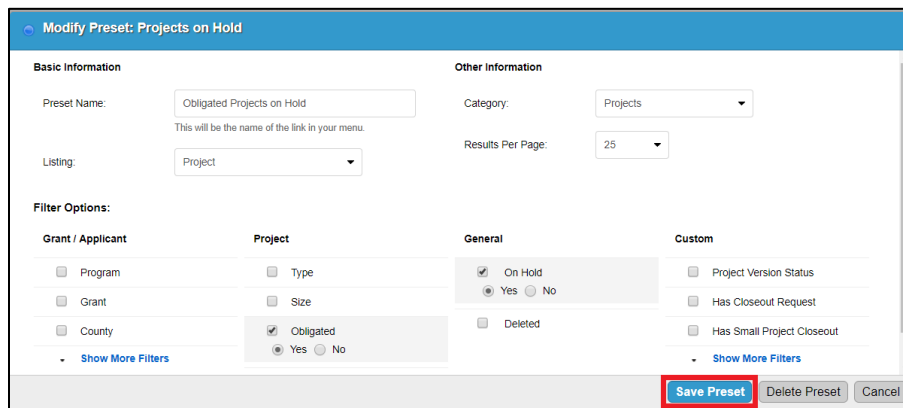 Modify Preset: Projects on Hold
Basic Information
Other Information
Preset Name:
Obligated Projects on Hold
This will be the name of the link in your menu.
Category:
Projects
Listing:
Project
Results Per Page:
25
Filter Options:
Grant / Applicant
Program
Grant
County
Show More Filters
Project
Type
Size
Obligated
Yes No
General
On Hold
Yes No
Deleted
Custom
Project Version Status
Has Closeout Request
Has Small Project Closeout
Show More Filters
Save Preset Delete Preset Cancel